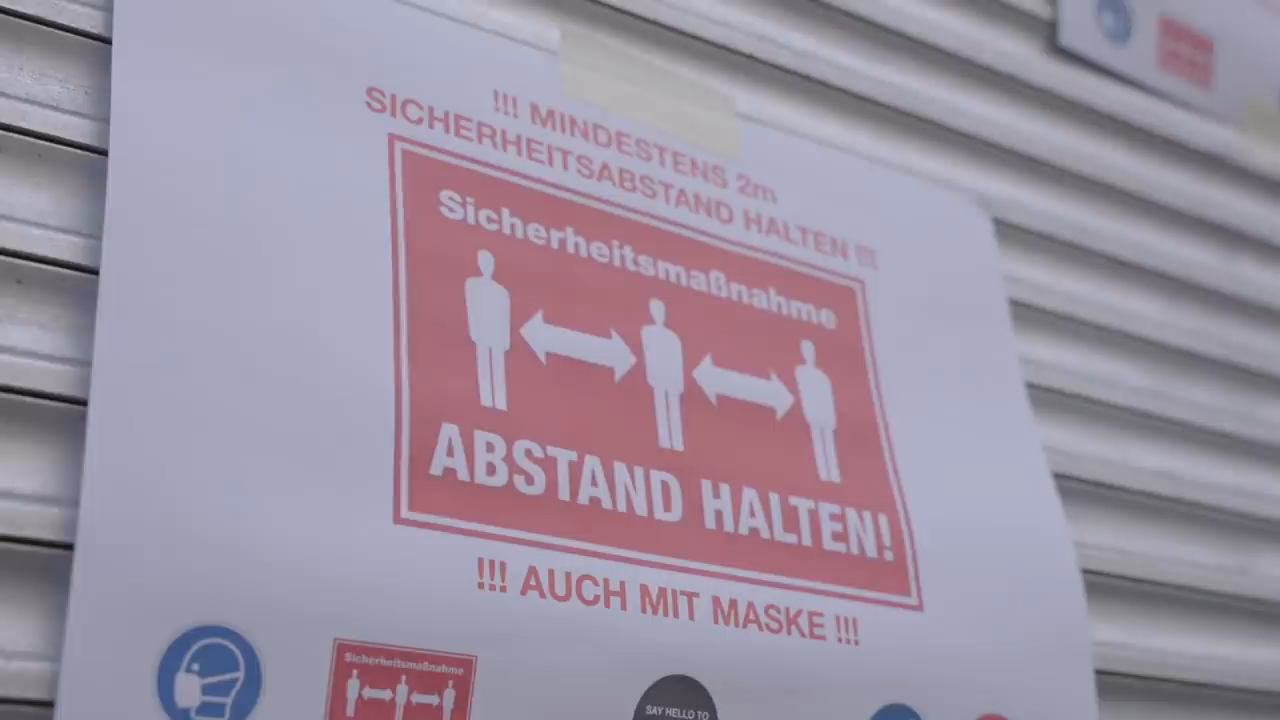 !!! MINDESTENS 2m
SICHERHEITSABSTAND HALTEN !!!
Sicherheitsmaßnahme
ABSTAND HALTEN!
!!! AUCH MIT MASKE !!!
Sicherheitsmaßnahme
SAY HELLO TO